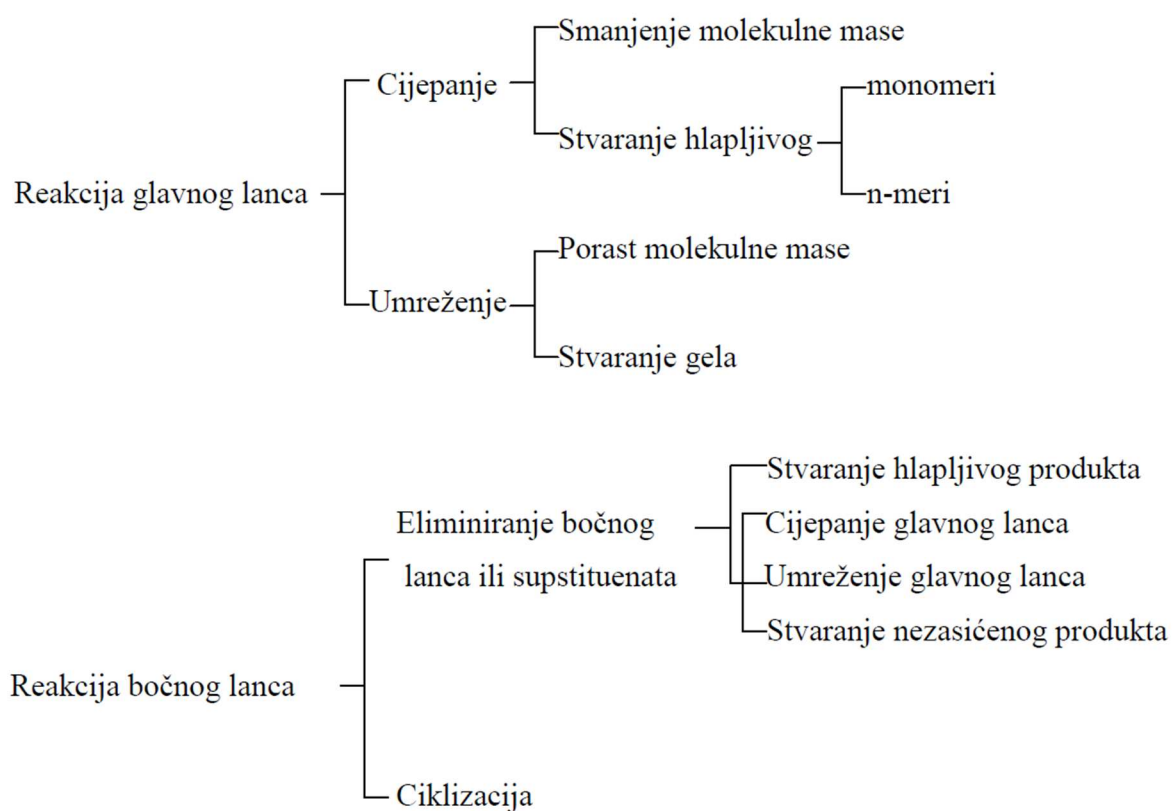 Smanjenje molekulne mase
Cijepanje
monomeri
Stvaranje hlapljivog
Reakcija glavnog lanca
n-meri
Porast molekulne mase
Umreženje
Stvaranje gela
Stvaranje hlapljivog produkta
Eliminiranje bočnog
lanca ili supstituenata
Cijepanje glavnog lanca
Umreženje glavnog lanca
Stvaranje nezasićenog produkta
Reakcija bočnog lanca
Ciklizacija